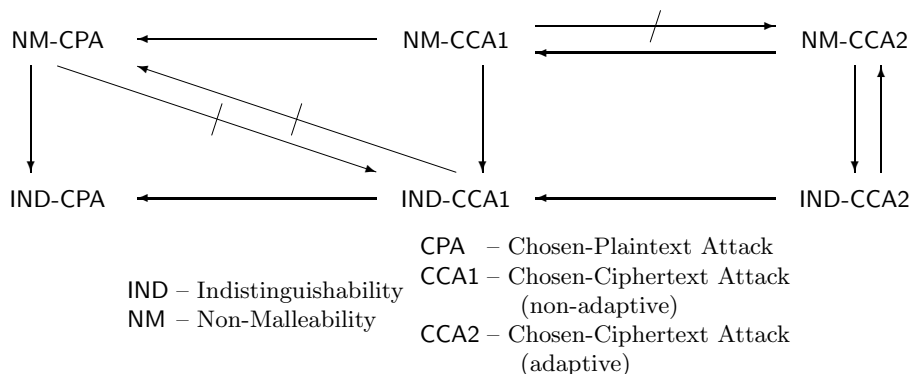 NM-CPA NM-CCA1 NM-CCA2
IND-CPA IND-CCA1 IND-CCA2
IND – Indistinguishability
NM – Non-Malleability
CPA – Chosen-Plaintext Attack
CCA1 – Chosen-Ciphertext Attack
(non-adaptive)
CCA2 – Chosen-Ciphertext Attack
(adaptive)